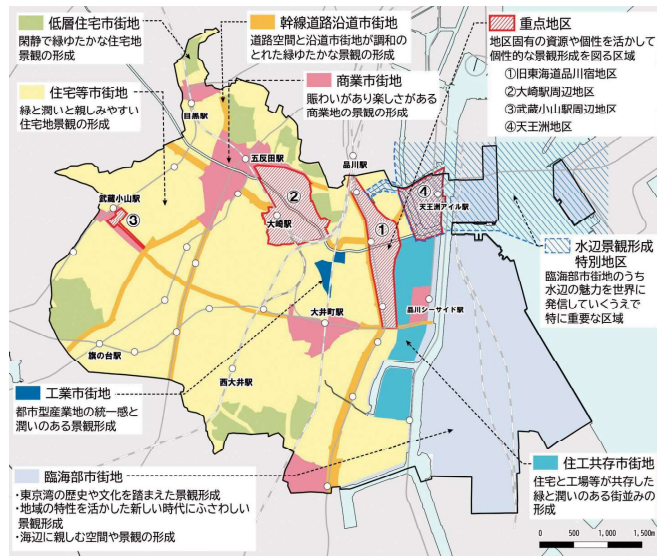 低層住宅市街地
閑静で緑ゆたかな住宅地
景観の形成
住宅等市街地
緑と潤いと親しみやすい
住宅地景観の形成
幹線道路沿道市街地
道路空間と沿道市街地が調和の
とれた緑ゆたかな景観の形成
商業市街地
賑わいがあり楽しさがある
商業地の景観の形成
重点地区
地区固有の資源や個性を活かして
個性的な景観形成を図る区域
①旧東海道品川宿地区
②大崎駅周辺地区
③武蔵小山駅周辺地区
④天王洲地区
目黒駅
五反田駅
品川駅
武蔵小山駅
③
②
大崎駅
①
④
天王洲アイル駅
水辺景観形成
特別地区
臨海部市街地のうち
水辺の魅力を世界に
発信していくうえで
特に重要な区域
大井町駅
品川シーサイド駅
旗の台駅
西大井駅
工業市街地
都市型産業地の統一感と
潤いのある景観形成
臨海部市街地
・東京湾の歴史や文化を踏まえた景観形成
・地域の特性を活かした新しい時代にふさわしい
景観形成
・海辺に親しむ空間や景観の形成
住工共存市街地
住宅と工場等が共存した
緑と潤いのある街並みの形成
0 500 1,000 1,500m